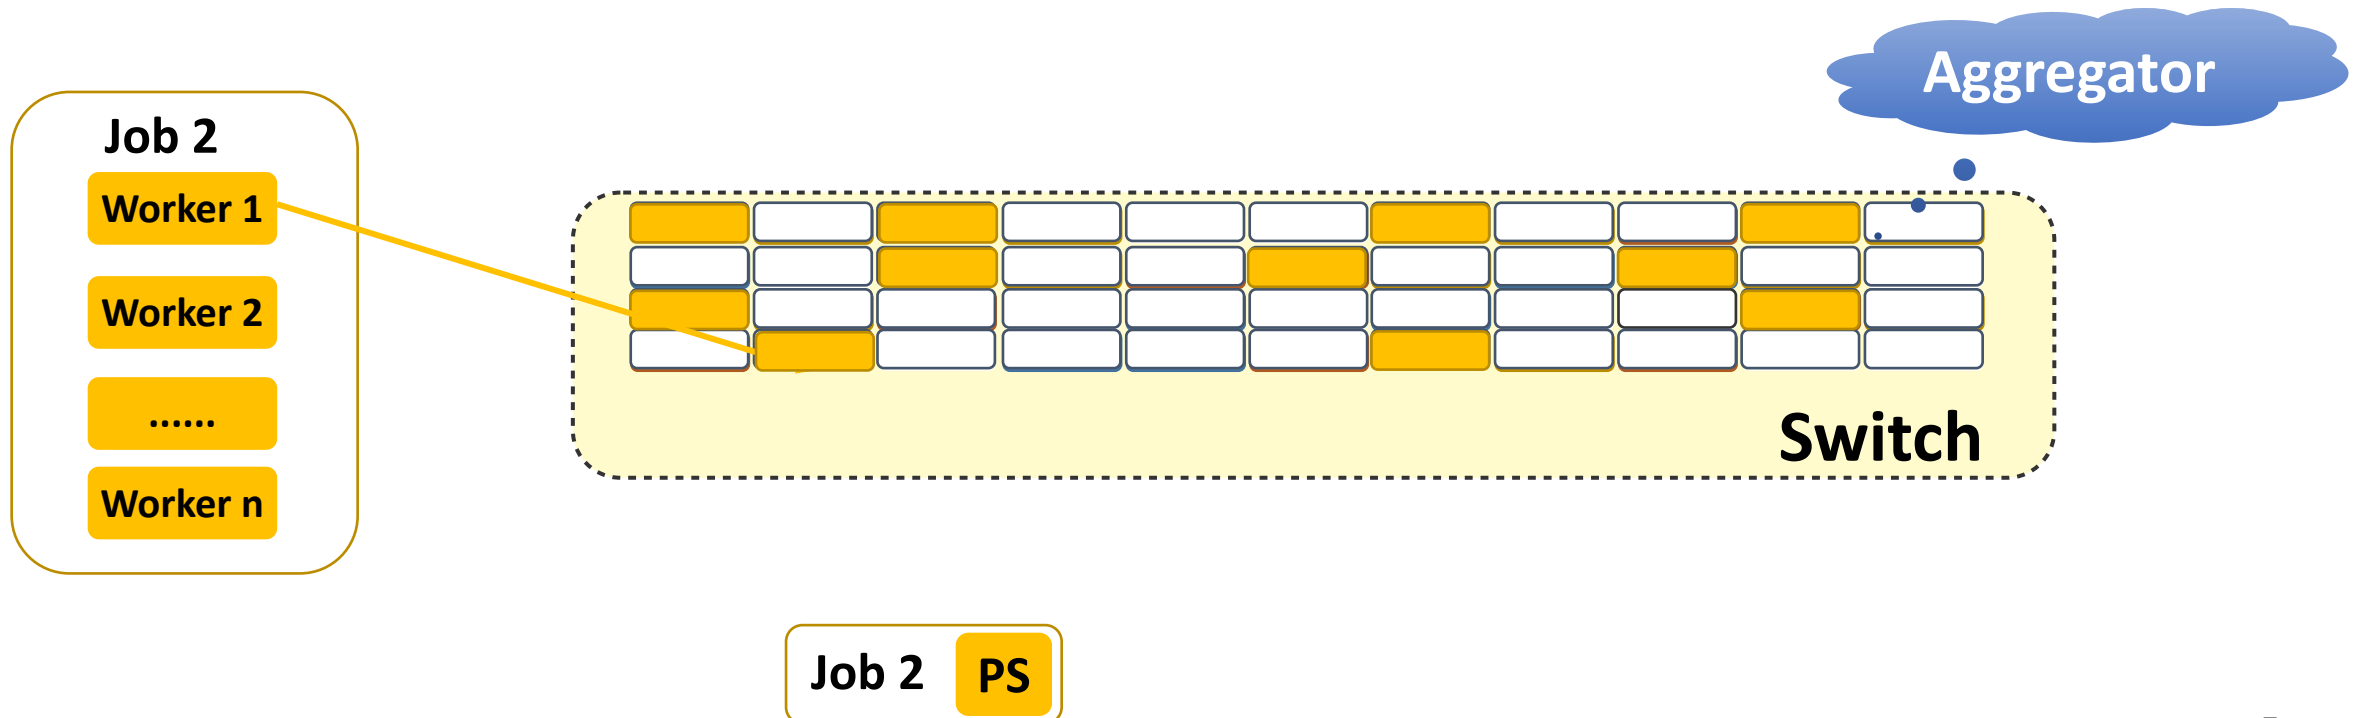 Aggregator
Job 2
Worker 1
Worker 2
......
Worker n
Switch
Job 2
PS